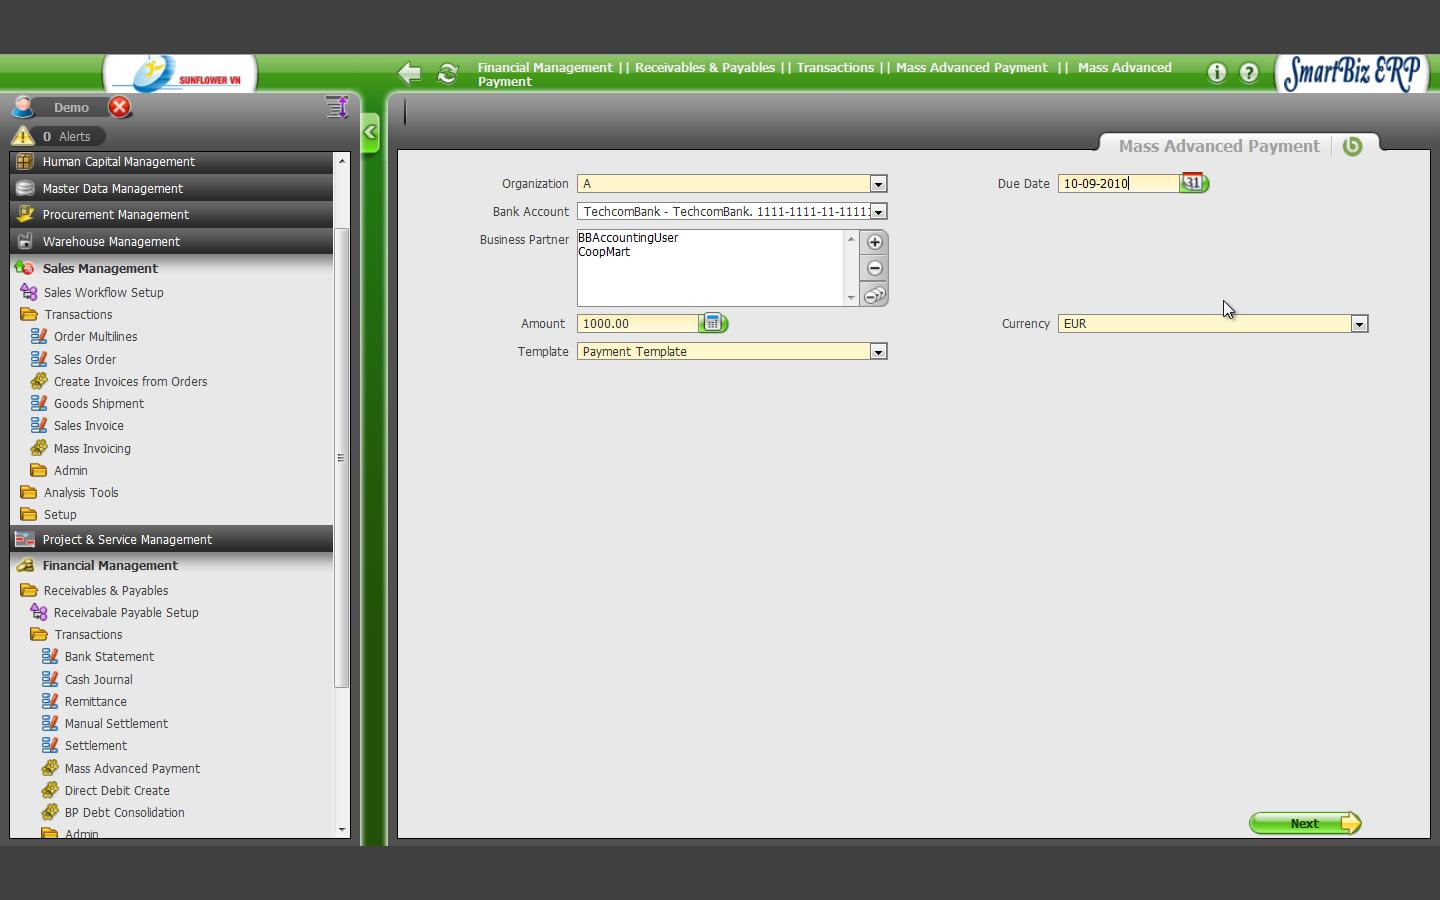 SUNFLOWER VN
Financial Management || Receivables & Payables || Transactions || Mass Advanced Payment || Mass Advanced
Payment
SmartBiz ERP
Demo
0 Alerts
Human Capital Management
Master Data Management
Procurement Management
Warehouse Management
Sales Management
Sales Workflow Setup
Transactions
Order Multilines
Sales Order
Create Invoices from Orders
Goods Shipment
Sales Invoice
Mass Invoicing
Admin
Analysis Tools
Setup
Project & Service Management
Financial Management
Receivables & Payables
Receivabale Payable Setup
Transactions
Bank Statement
Cash Journal
Remittance
Manual Settlement
Settlement
Mass Advanced Payment
Direct Debit Create
BP Debt Consolidation
Admin
Mass Advanced Payment
Organization A
Due Date 10-09-2010 31
Bank Account TechcomBank - TechcomBank. 1111-1111-11-1111
Business Partner BBAccountingUser
CoopMart
Amount 1000.00
Currency EUR
Template Payment Template
Next